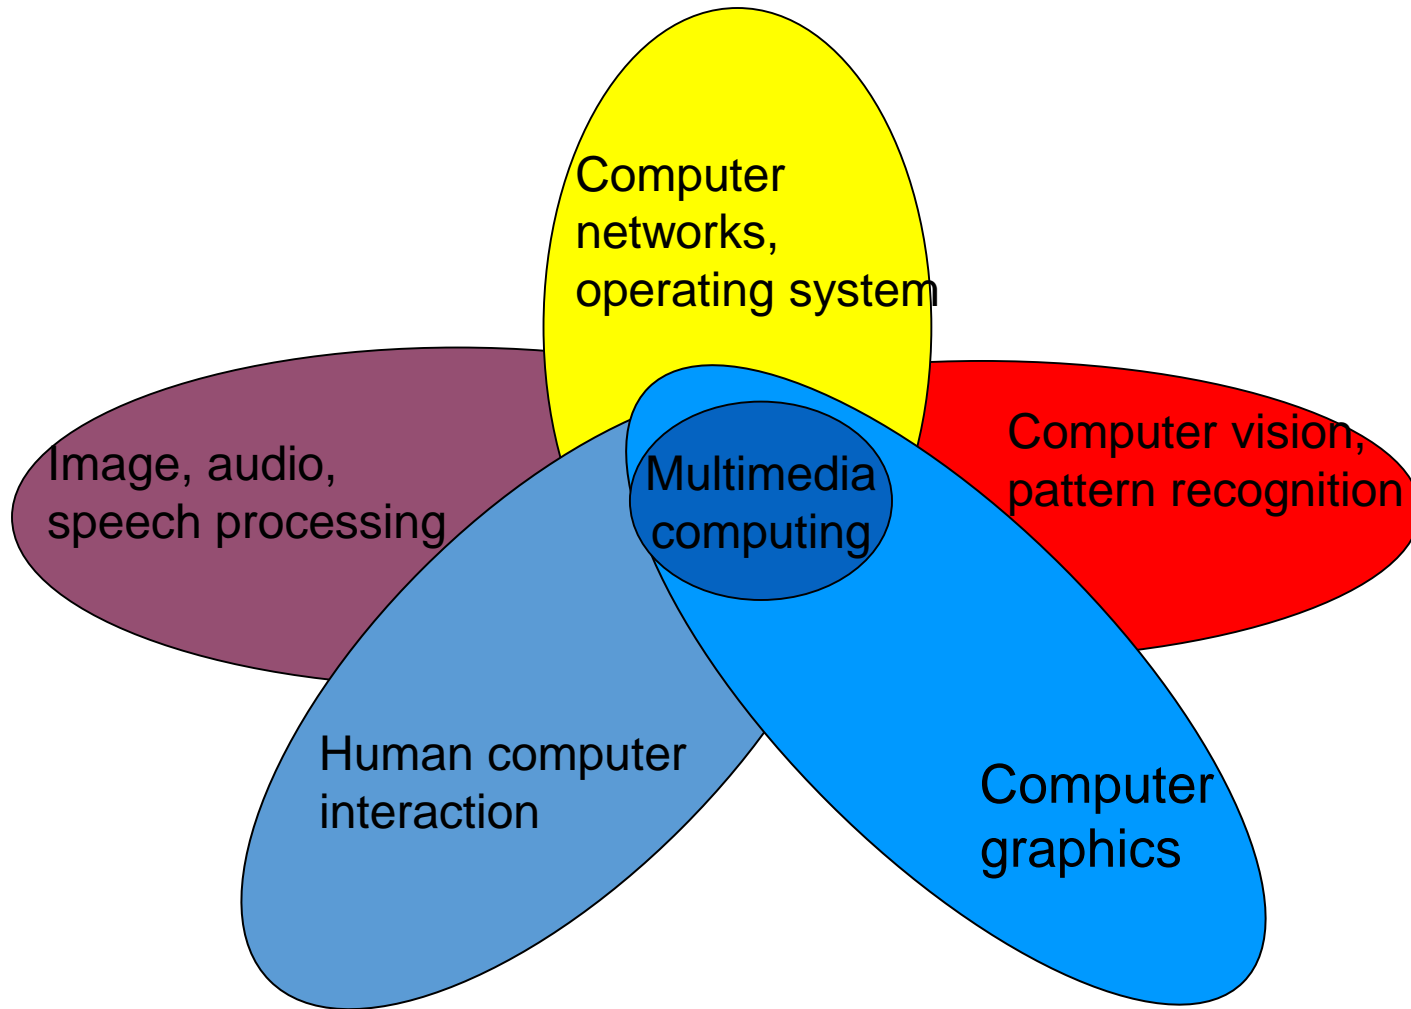 Computer
networks,
operating system
Image, audio,
speech processing
Multimedia
computing
Computer vision,
pattern recognition
Human computer
interaction
Computer
graphics